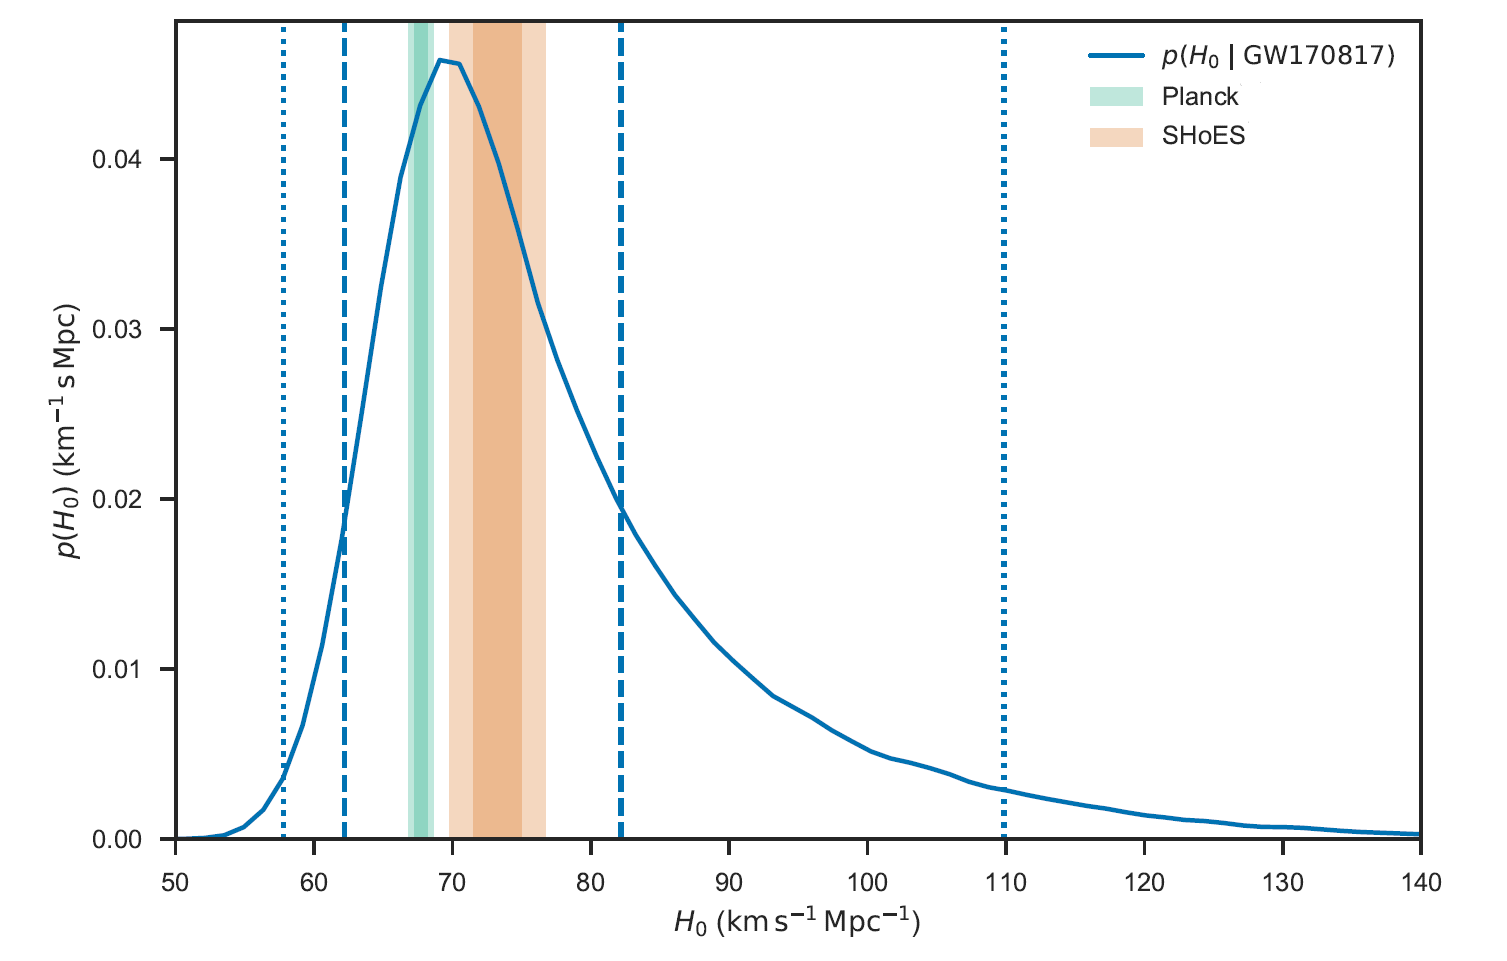 p(H₀ | GW170817)
Planck
SHoES
0.04
0.03
0.02
0.01
0.00
p(H₀) (km⁻¹ s Mpc)
50 60 70 80 90 100 110 120 130 140
H₀ (km s⁻¹ Mpc⁻¹)